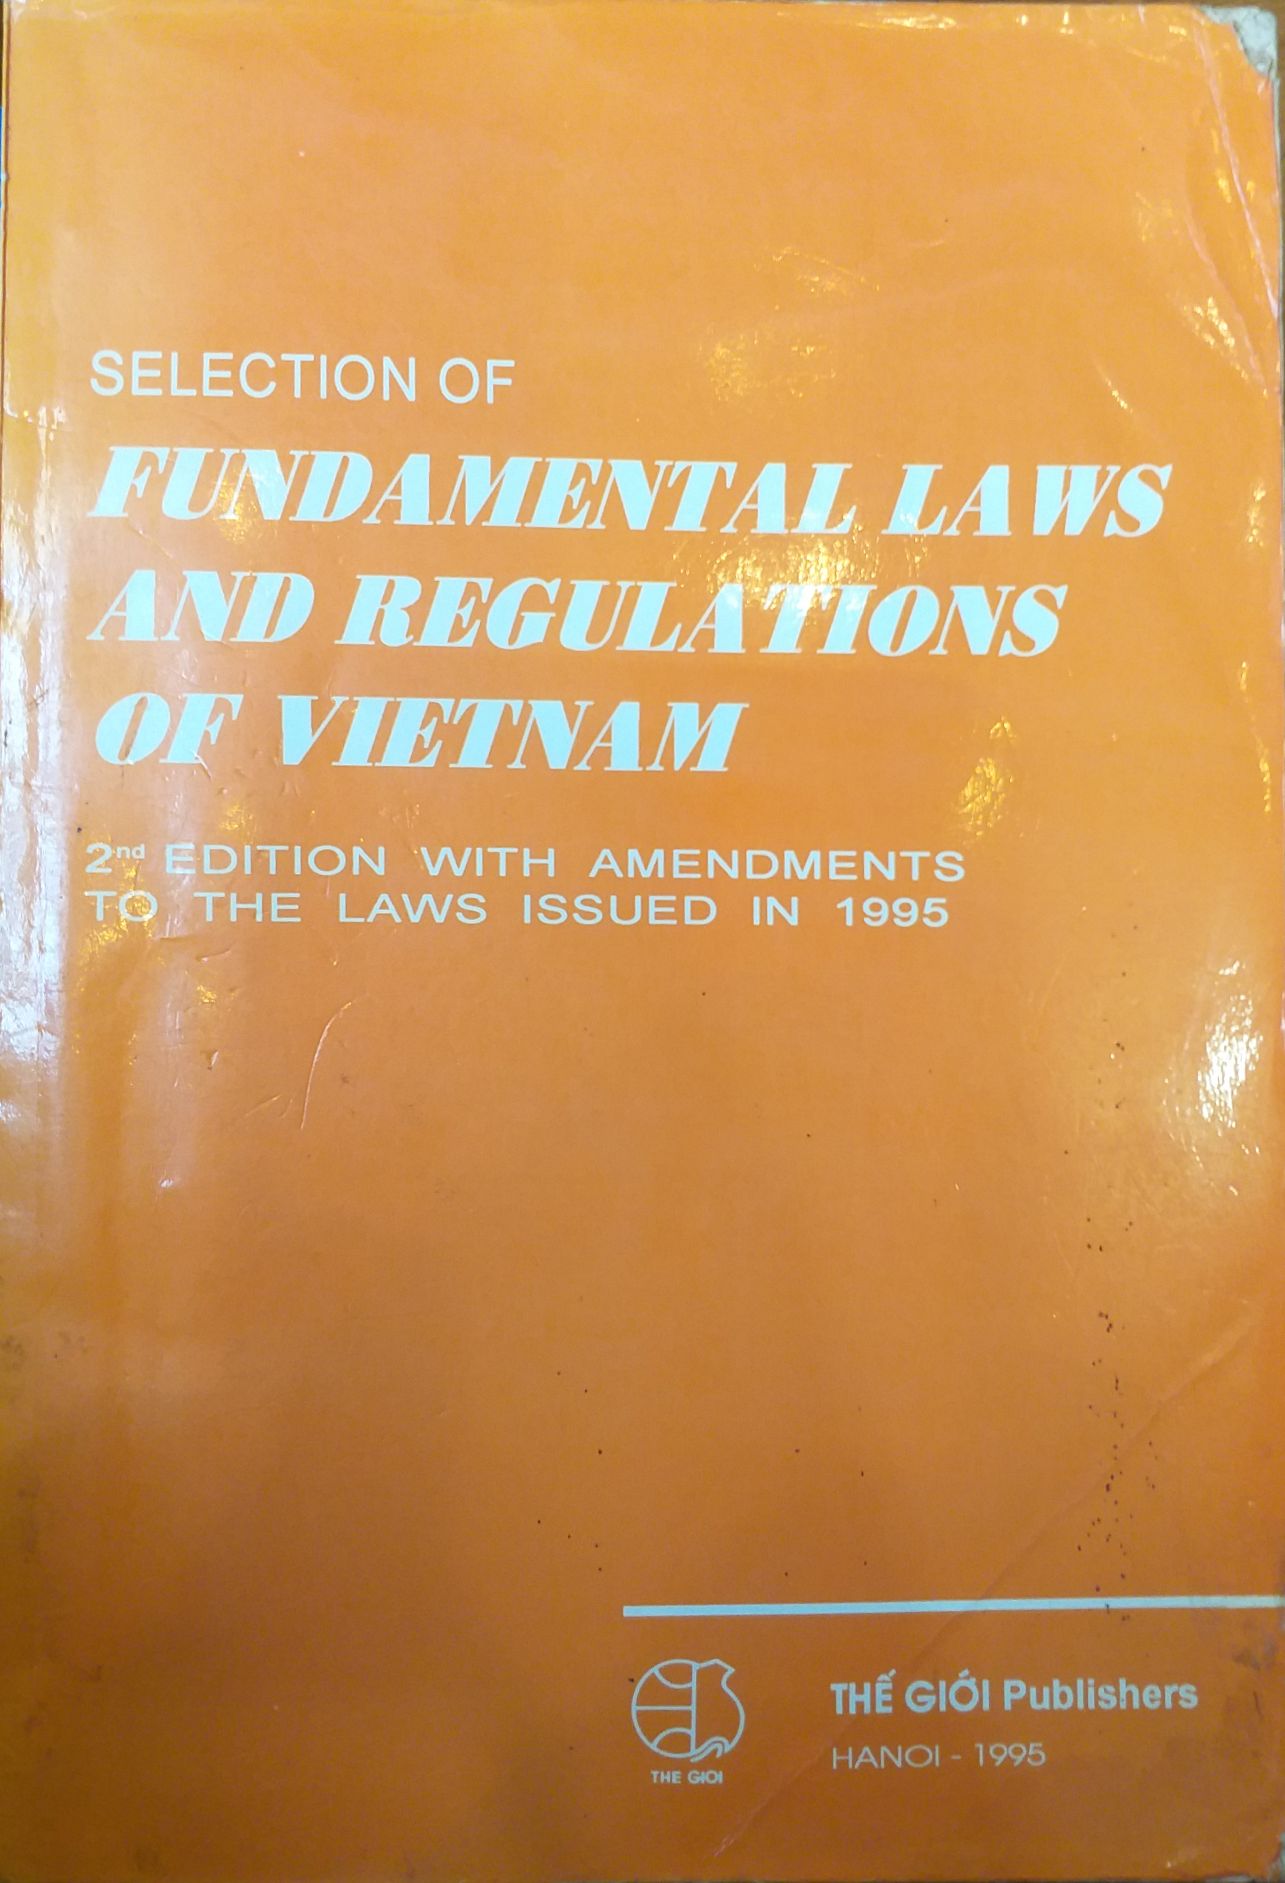 SELECTION OF
FUNDAMENTAL LAWS
AND REGULATIONS
OF VIETNAM
2nd EDITION WITH AMENDMENTS
TO THE LAWS ISSUED IN 1995
THẾ GIỚI Publishers
HANOI - 1995
THE GIOI